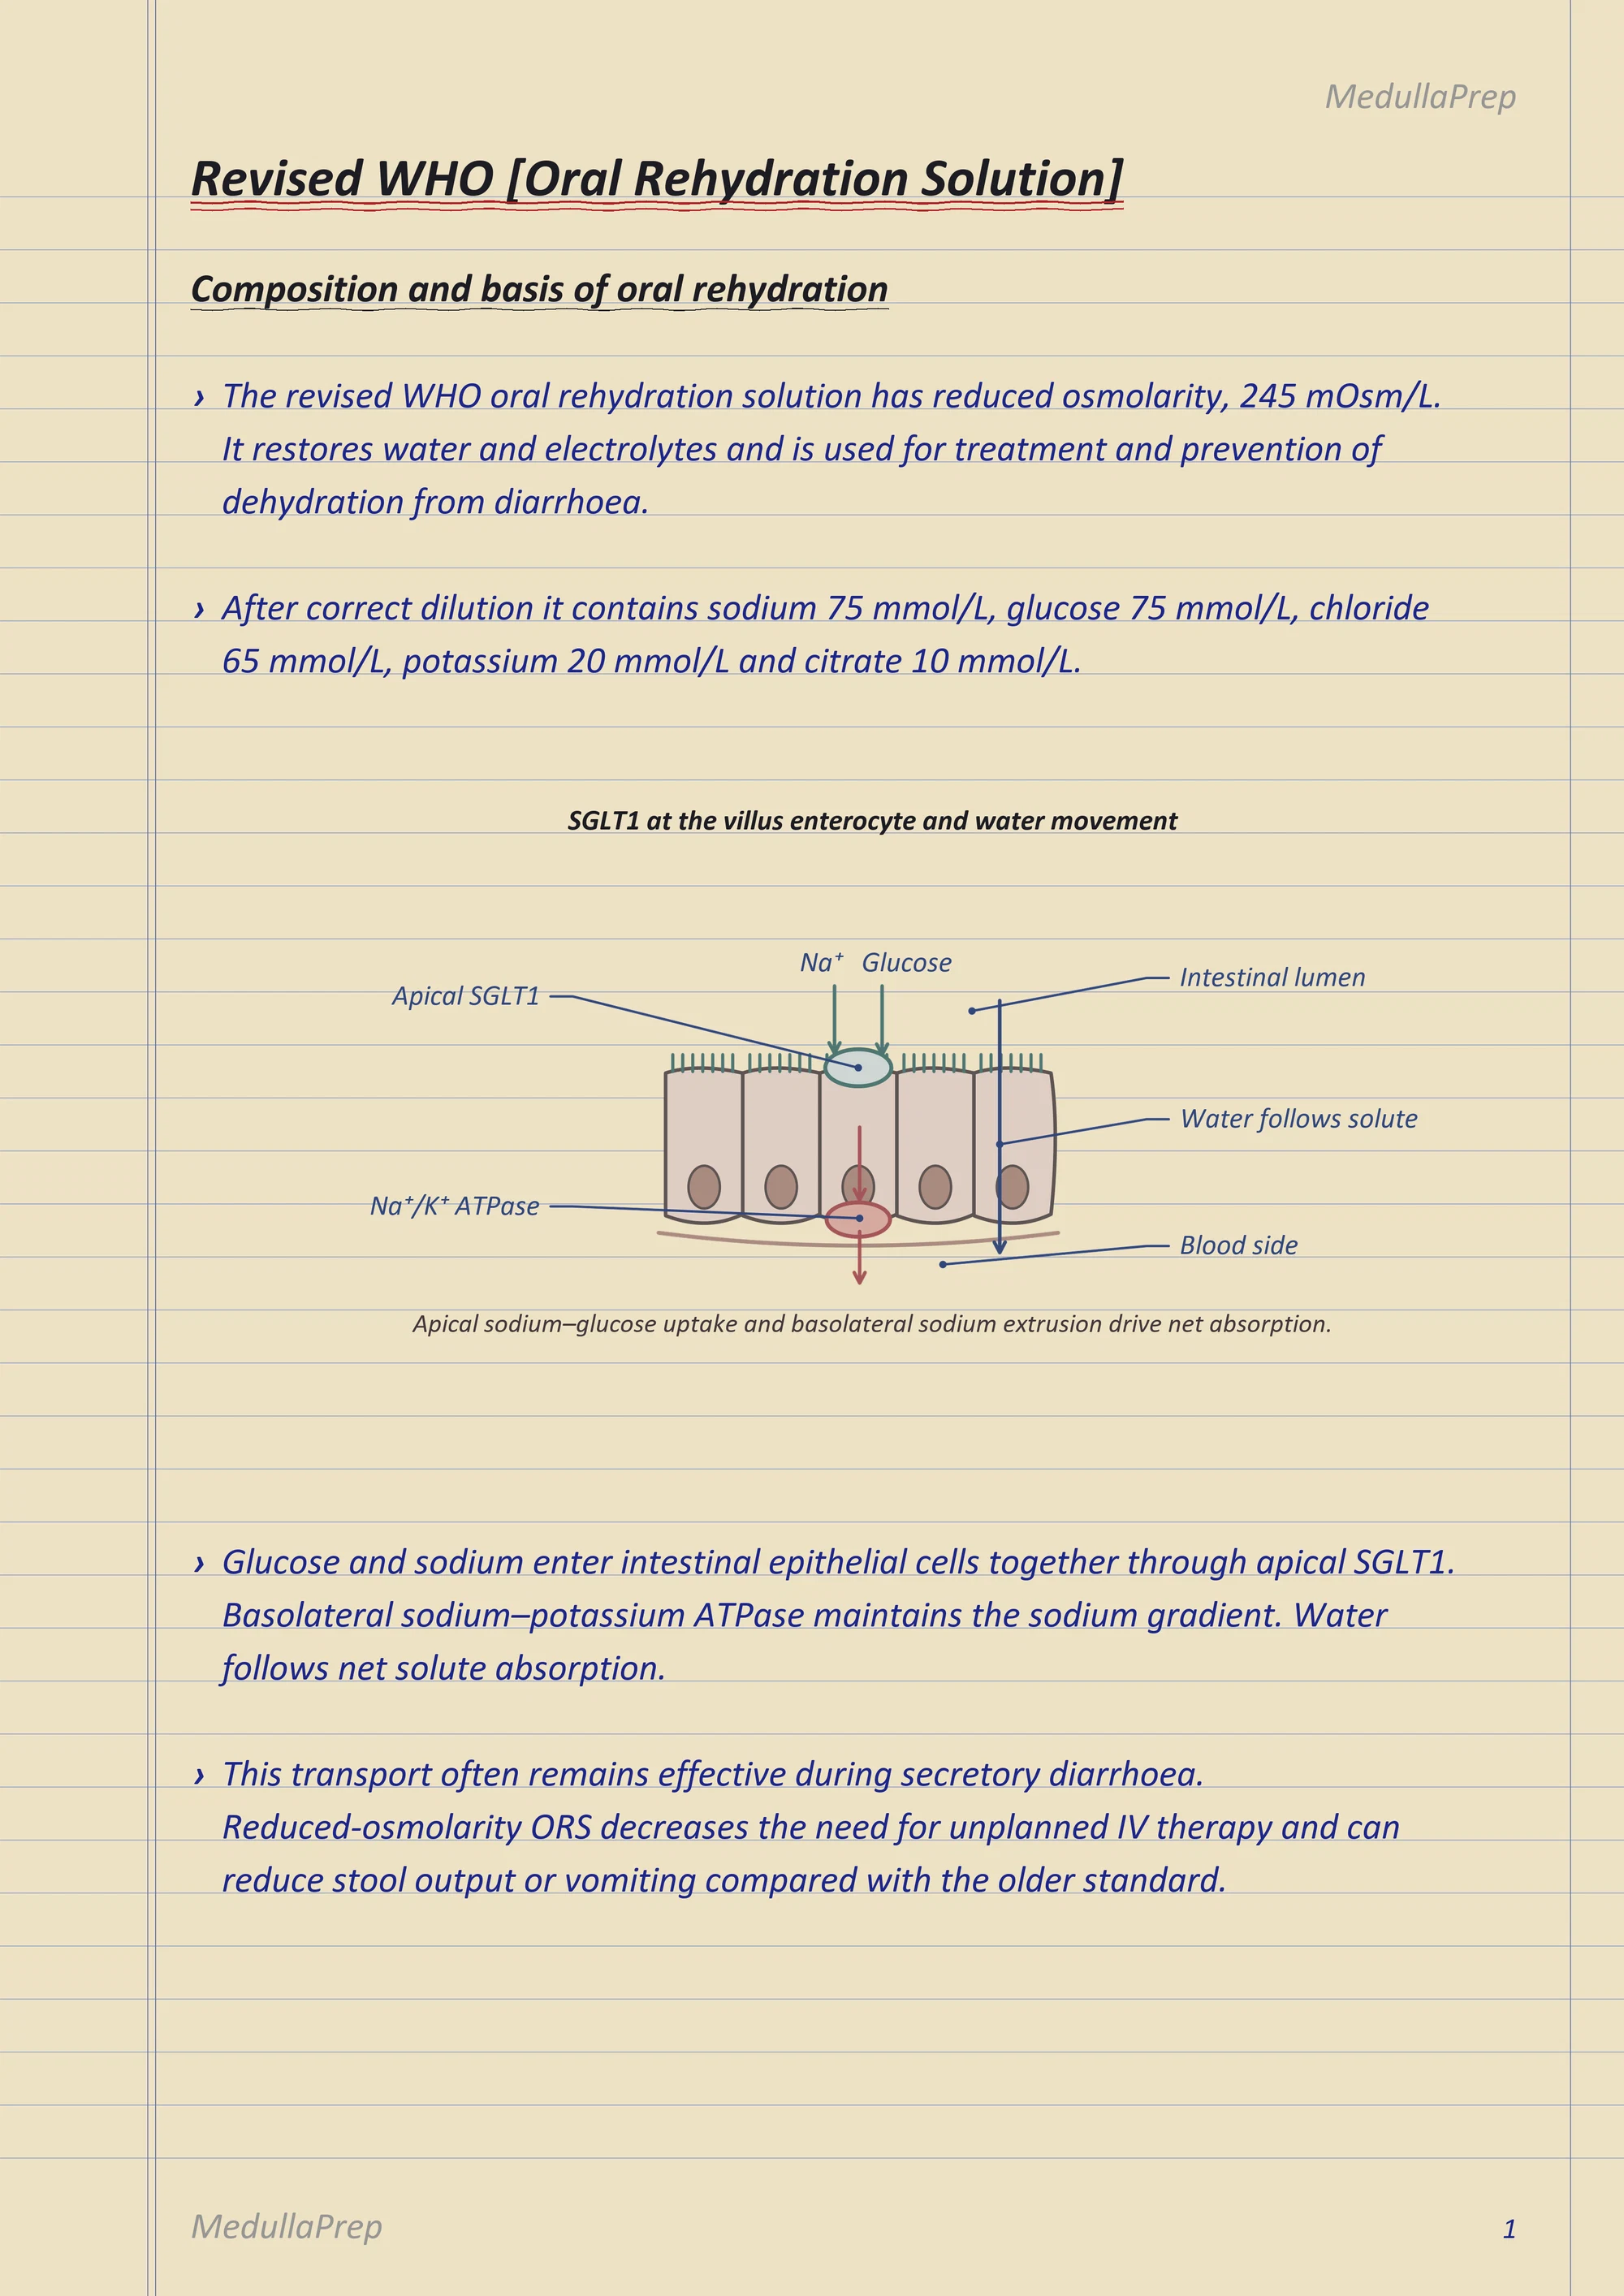 MedullaPrep
Revised WHO [Oral Rehydration Solution]
Composition and basis of oral rehydration
› The revised WHO oral rehydration solution has reduced osmolarity, 245 mOsm/L.
It restores water and electrolytes and is used for treatment and prevention of
dehydration from diarrhoea.
› After correct dilution it contains sodium 75 mmol/L, glucose 75 mmol/L, chloride
65 mmol/L, potassium 20 mmol/L and citrate 10 mmol/L.
SGLT1 at the villus enterocyte and water movement
Na⁺ Glucose
Intestinal lumen
Apical SGLT1
Water follows solute
Na⁺/K⁺ ATPase
Blood side
Apical sodium–glucose uptake and basolateral sodium extrusion drive net absorption.
› Glucose and sodium enter intestinal epithelial cells together through apical SGLT1.
Basolateral sodium–potassium ATPase maintains the sodium gradient. Water
follows net solute absorption.
› This transport often remains effective during secretory diarrhoea.
Reduced-osmolarity ORS decreases the need for unplanned IV therapy and can
reduce stool output or vomiting compared with the older standard.
MedullaPrep
1